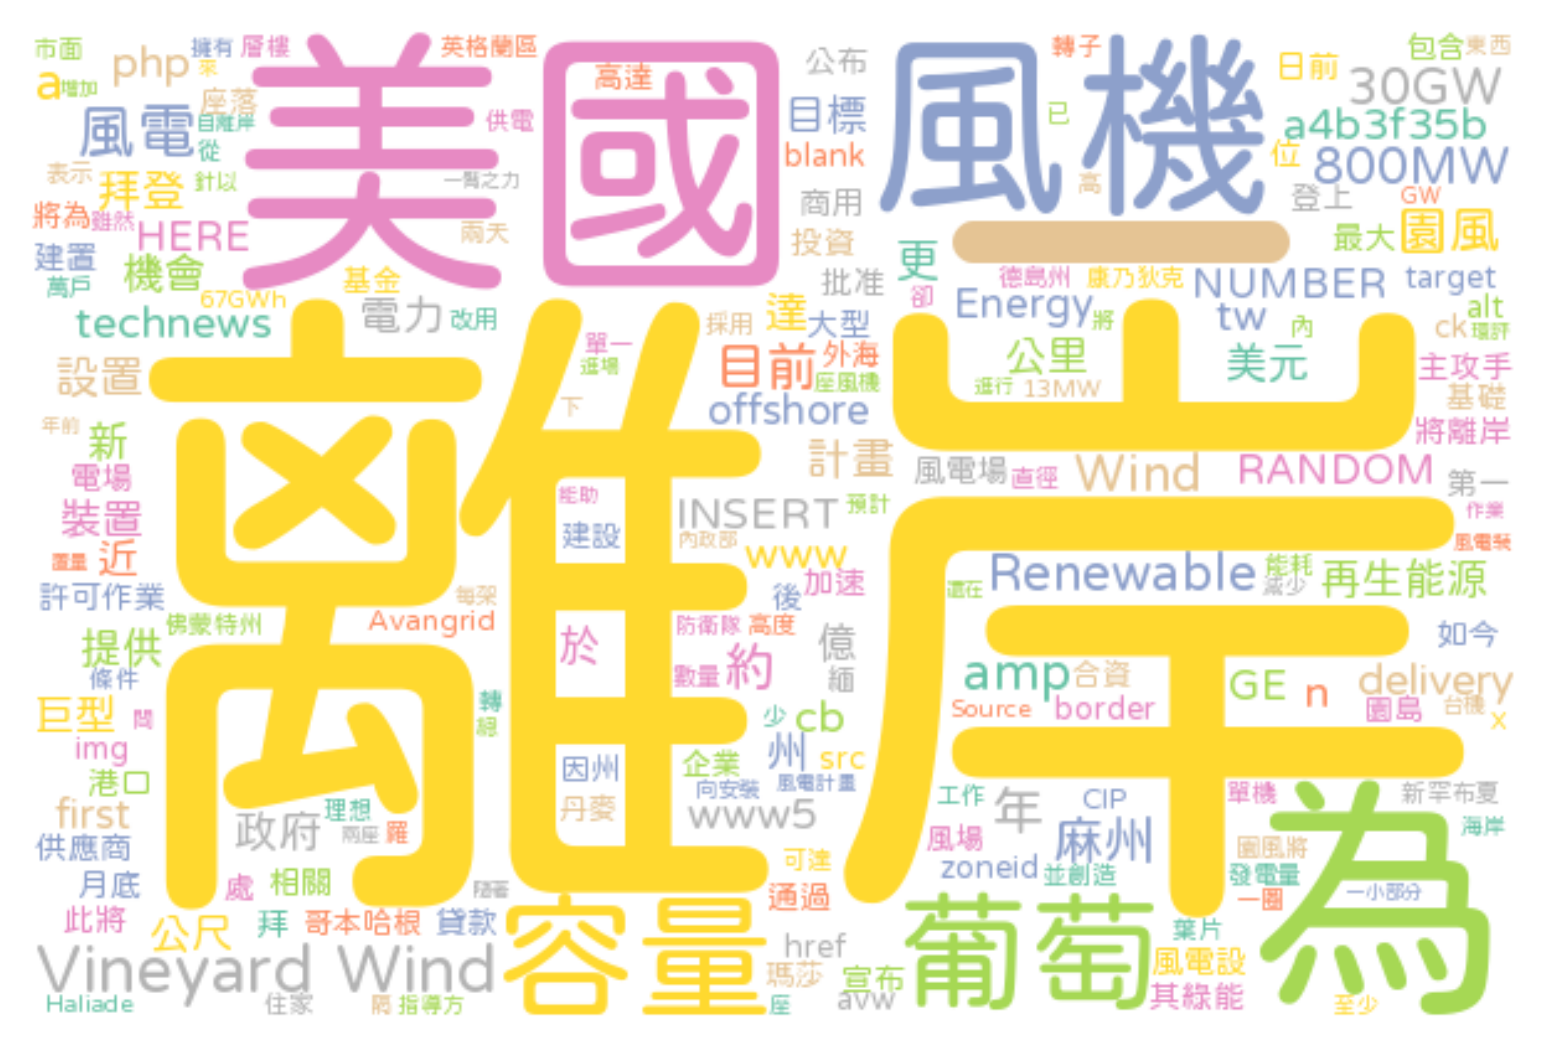 市面
php
擁有
層樓
英格蘭區
公布
轉子
日前
包含
東西
a
增加
來
座落
高達
美國
風機
30GW
風電
自離岸
從
供電
目標
已
a4b3f35b
表示
拜登
針以
一臂之力
blank
高
位
800MW
將為
雖然
HERE
兩天
商用
登上
GW
園風
最大
建置
機會
基金
投資
一
更
萬戶
67GWh
批准
卻
德島州
康乃狄克
NUMBER
target
technews
電力
改用
採用
達
大型
Energy
將
tw
內
alt
ck
環評
設置
單一
進場
目前
外海
座風機
公里
美元
主攻手
離岸
下
offshore
進行
13MW
基礎
年前
新
計畫
將離岸
電場
風電場
直徑
Wind
RANDOM
第一
裝置
能助
INSERT
預計
作業
置量
近
建設
內政部
www
風電裝
許可作業
每架
後
加速
還在
Renewable
能耗
減少
再生能源
佛蒙特州
Avangrid
防衛隊
高度
提供
於
億
如今
條件
數量
約
緬
amp
合資
GE
n
delivery
巨型
間
轉
總
少
cb
Source
border
園島
台機
x
img
州
src
港口
因州
企業
向安裝
風電計畫
first
理想
丹麥
www5
工作
年
CIP
單機
新罕布夏
為
供應商
政府
兩座
羅
風場
麻州
園風將
海岸
月底
處
相關
隨著
可達
zoneid
並創造
發電量
一圈
一小部分
此將
公尺
拜
哥本哈根
貸款
容量
通過
葡萄
葉片
Vineyard Wind
href
風電設
瑪莎
宣布
Haliade
住家
隔
指導方
座
avw
其綠能
至少